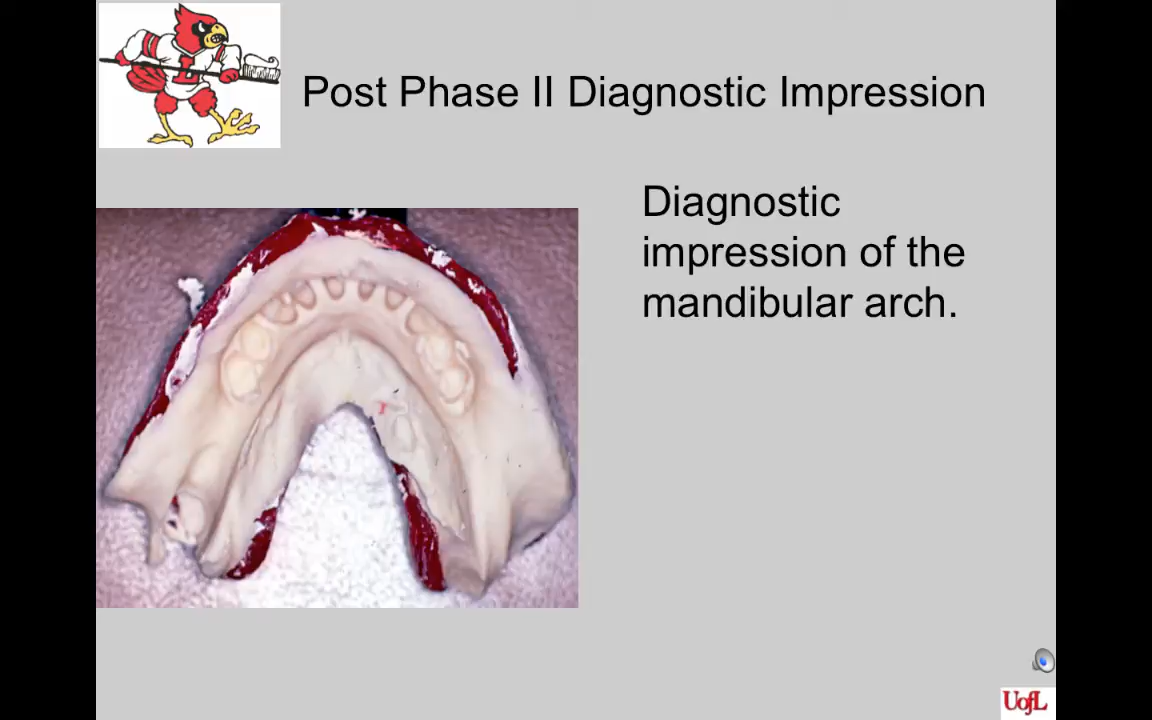 Post Phase II Diagnostic Impression
Diagnostic
impression of the
mandibular arch.
UofL